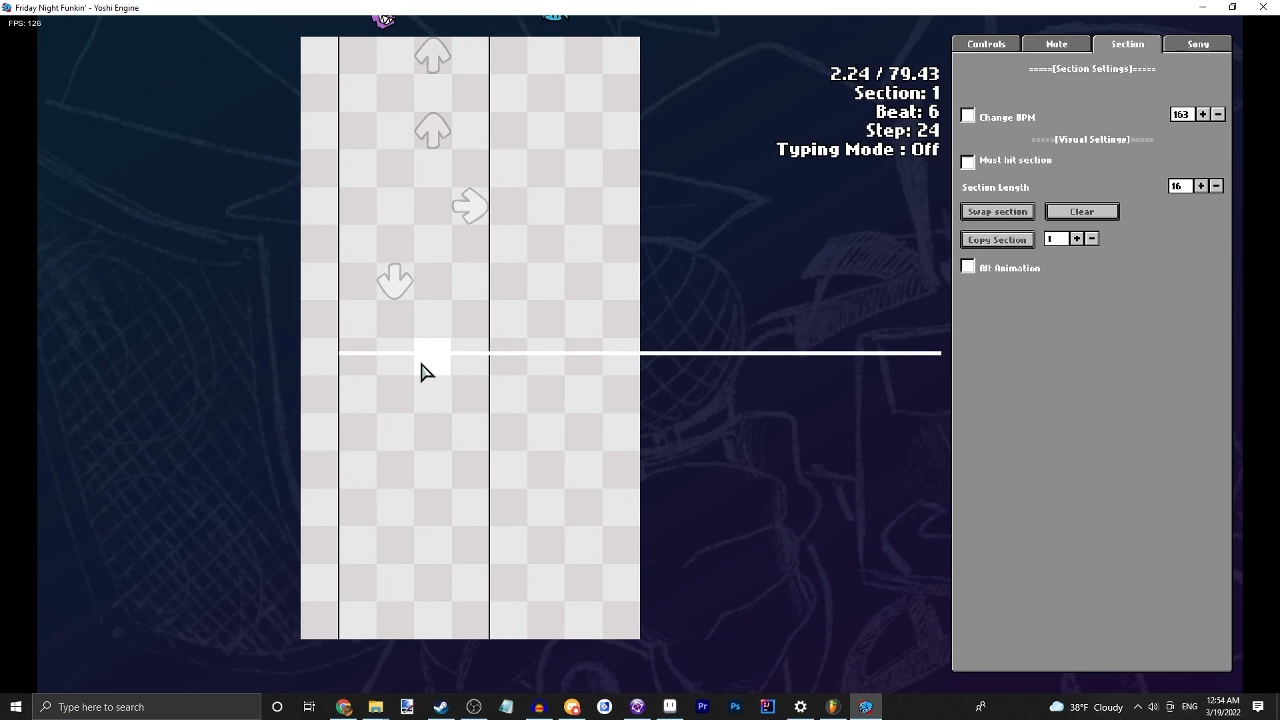 Friday Night Funkin' - Yoshi Engine
FPS: 126
2.24 / 79.43
Section: 1
Beat: 6
Step: 24
Typing Mode : Off
Controls
Note
Section
Song
=====[Section Settings]=====
Change BPM
163 + -
=====[Visual Settings]=====
Must hit section
Section Length
16 + -
Swap section
Clear
Copy Section
1 + -
Alt Animation
Type here to search
Pr
Ps
38°F Cloudy
ENG
12:54 AM
3/19/2022